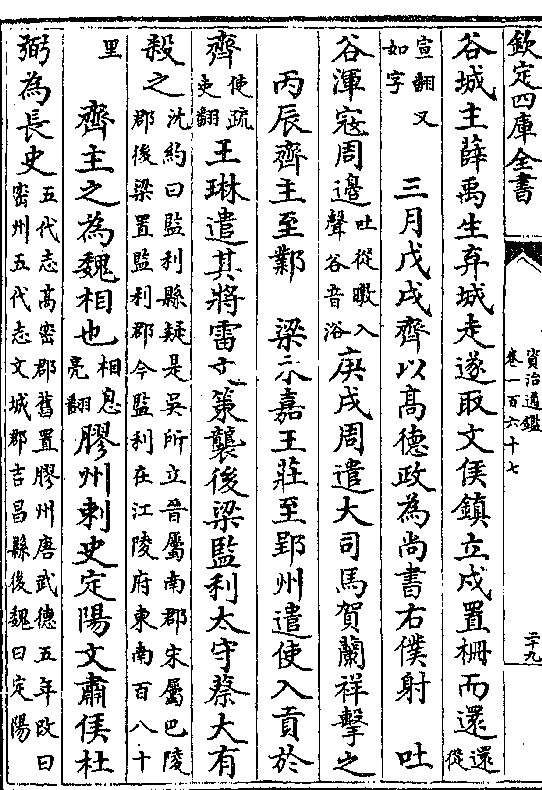 欽定四庫全書
資治通鑑
卷一百六十七
二十九
谷城主薛禹生弃城走遂取文侯鎮立戍置柵而還還從
宣翻又如字 三月戊戌齊以高德政為尚書右僕射 吐
谷渾寇周邊吐從暾入聲谷音浴庚戌周遣大司馬賀蘭祥擊之
丙辰齊主至鄴 梁永嘉王莊至郢州遣使入貢於
齊使疏吏翻王琳遣其將雷文策襲後梁監利太守蔡大有
殺之沈約曰監利縣疑是吳所立晉屬南郡宋屬巴陵郡後梁置監利郡今監利在江陵府東南百八十
里 齊主之為魏相也相息亮翻膠州刺史定陽文肅侯杜
弼為長史五代志高密郡舊置膠州唐武德五年改曰密州五代志文城郡吉昌縣後魏曰定陽